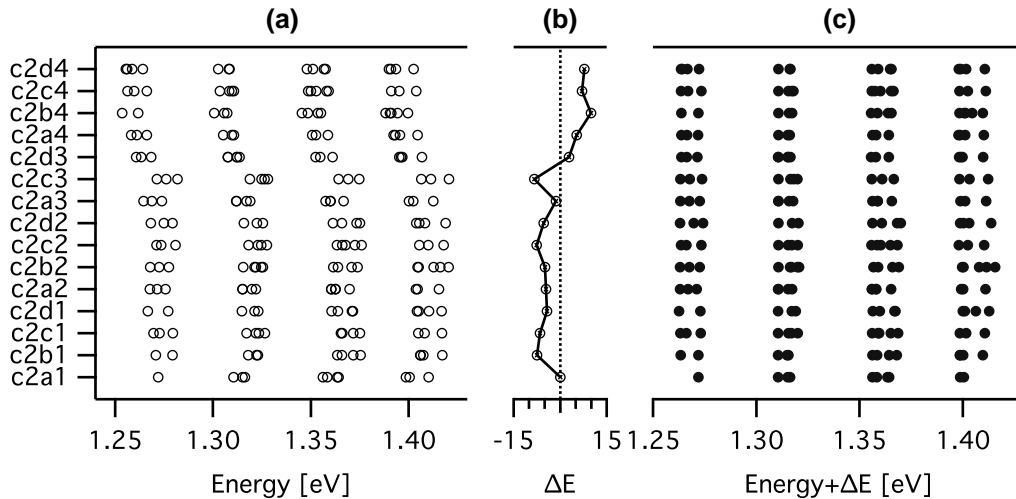 (a) (b) (c)
c2d4
c2c4
c2b4
c2a4
c2d3
c2c3
c2a3
c2d2
c2c2
c2b2
c2a2
c2d1
c2c1
c2b1
c2a1
1.25 1.30 1.35 1.40 -15 15 1.25 1.30 1.35 1.40
Energy [eV] ΔE Energy+ΔE [eV]